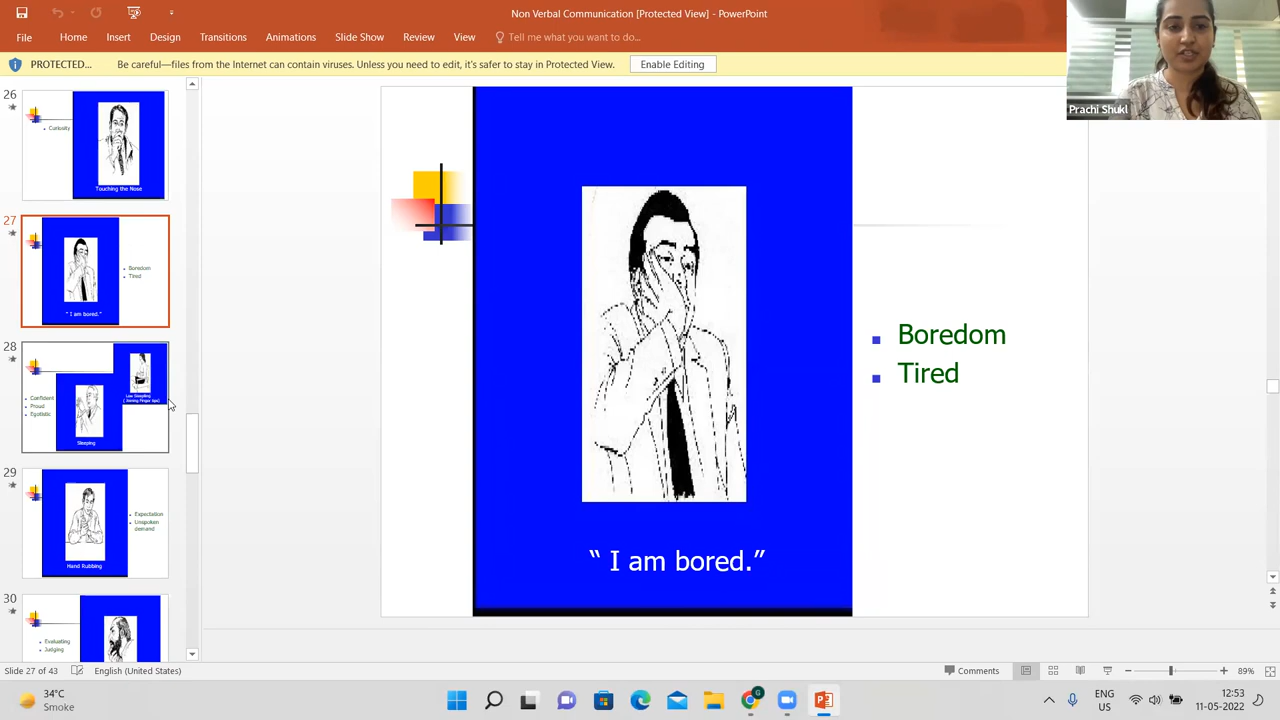 Non Verbal Communication [Protected View] - PowerPoint
File Home Insert Design Transitions Animations Slide Show Review View Tell me what you want to do...
PROTECTED... Be careful—files from the Internet can contain viruses. Unless you need to edit, it's safer to stay in Protected View. Enable Editing
Prachi Shukl
26
Curiosity
Touching the Nose
27
Boredom
Tired
" I am bored."
28
Confident
Proud
Egotistic
( Joining Finger tips)
29
Expectation
Unspoken
demand
Hand Rubbing
30
Evaluating
Judging
Boredom
Tired
“ I am bored.”
Slide 27 of 43 English (United States) Comments 89%
34°C
Smoke
ENG
US
12:53
11-05-2022